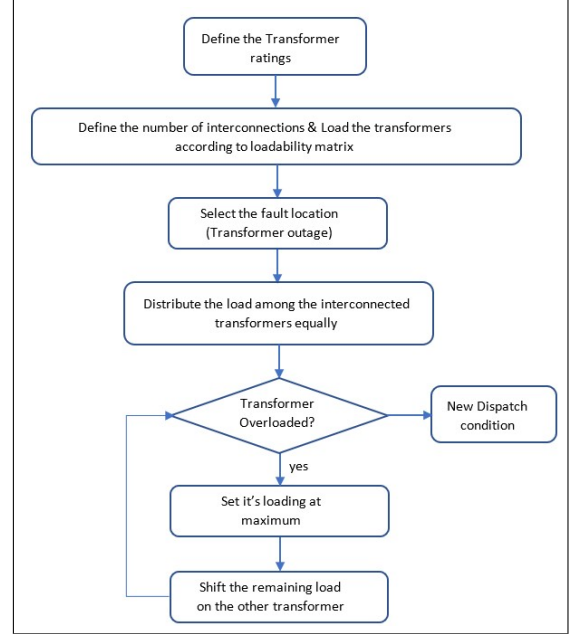 Define the Transformer
ratings
Define the number of interconnections & Load the transformers
according to loadability matrix
Select the fault location
(Transformer outage)
Distribute the load among the interconnected
transformers equally
Transformer
Overloaded?
New Dispatch
condition
yes
Set it's loading at
maximum
Shift the remaining load
on the other transformer